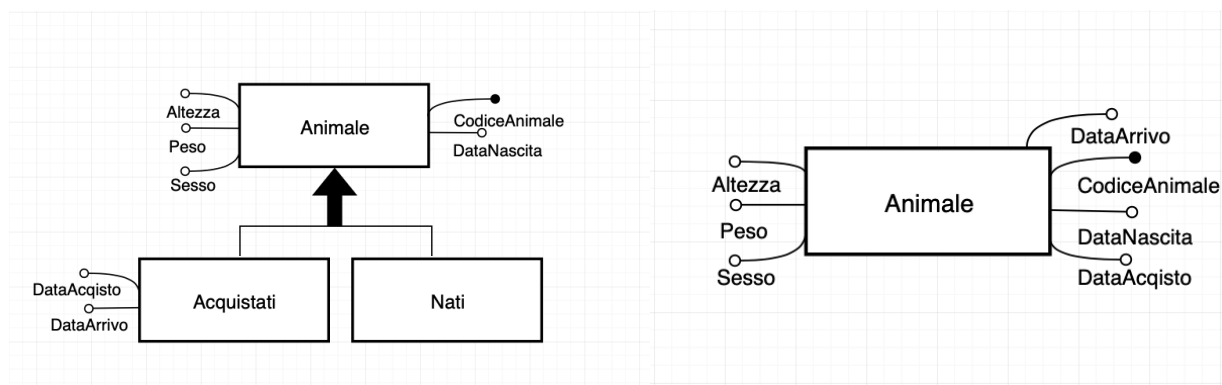 Altezza
Animale
CodiceAnimale
Peso
DataNascita
Sesso
DataAcqisto
Acquistati
Nati
DataArrivo
DataArrivo
Altezza
Animale
CodiceAnimale
Peso
DataNascita
Sesso
DataAcqisto